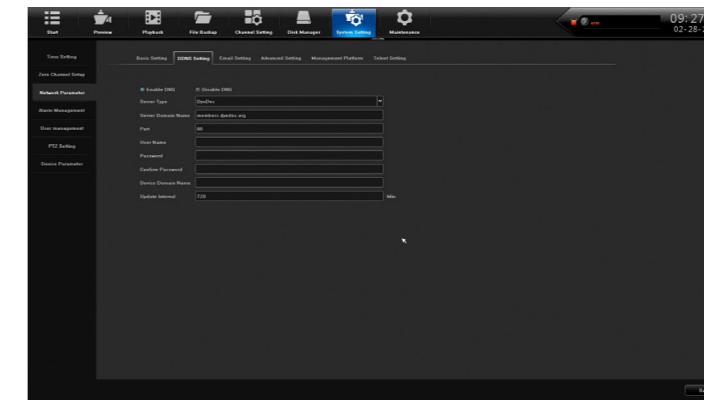 Start Preview Playback File Backup Channel Setting Disk Manager System Setting Maintenance
09:27
02-28-2
Time Setting
Zero Channel Setup
Network Parameter
Alarm Management
User management
PTZ Setting
Device Parameter
Basic Setting DDNS Setting Email Setting Advanced Setting Management Platform Telnet Setting
Enable DNS Disable DNS
Server Type DynDns
Server Domain Name members.dyndns.org
Port 80
User Name
Password
Confirm Password
Device Domain Name
Update Interval 720 Min